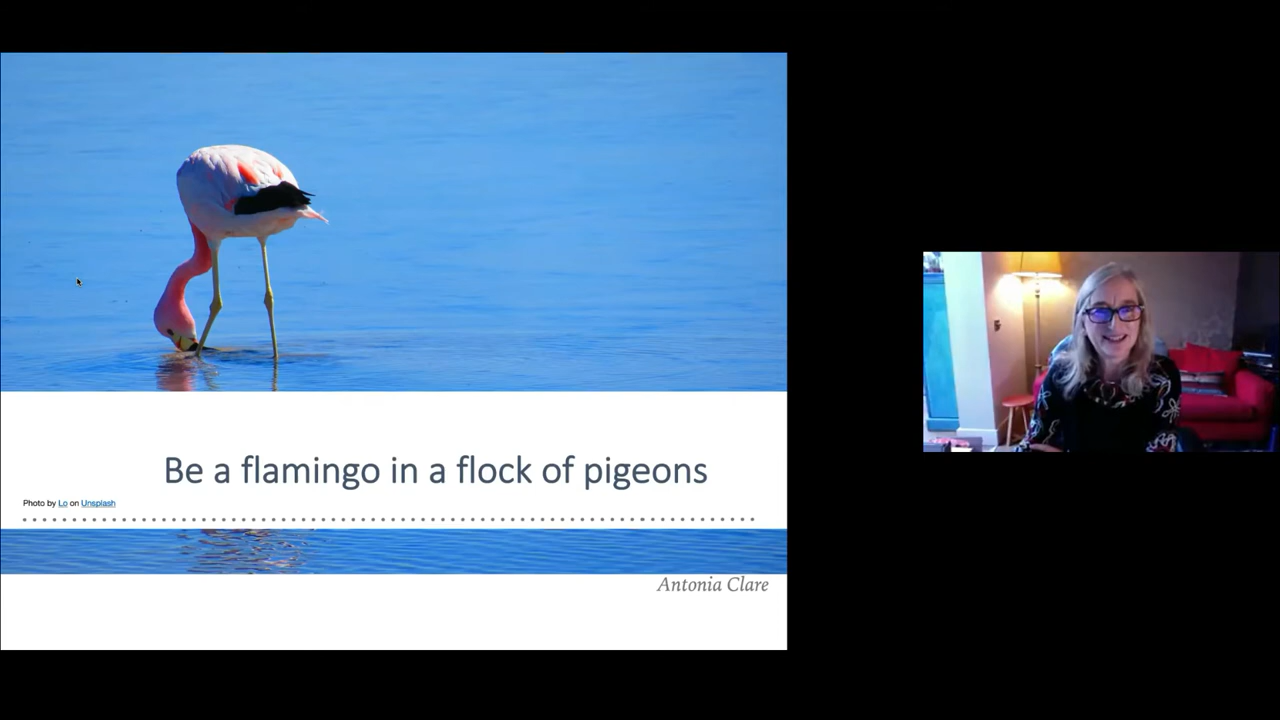 Be a flamingo in a flock of pigeons
Photo by Lo on Unsplash
Antonia Clare